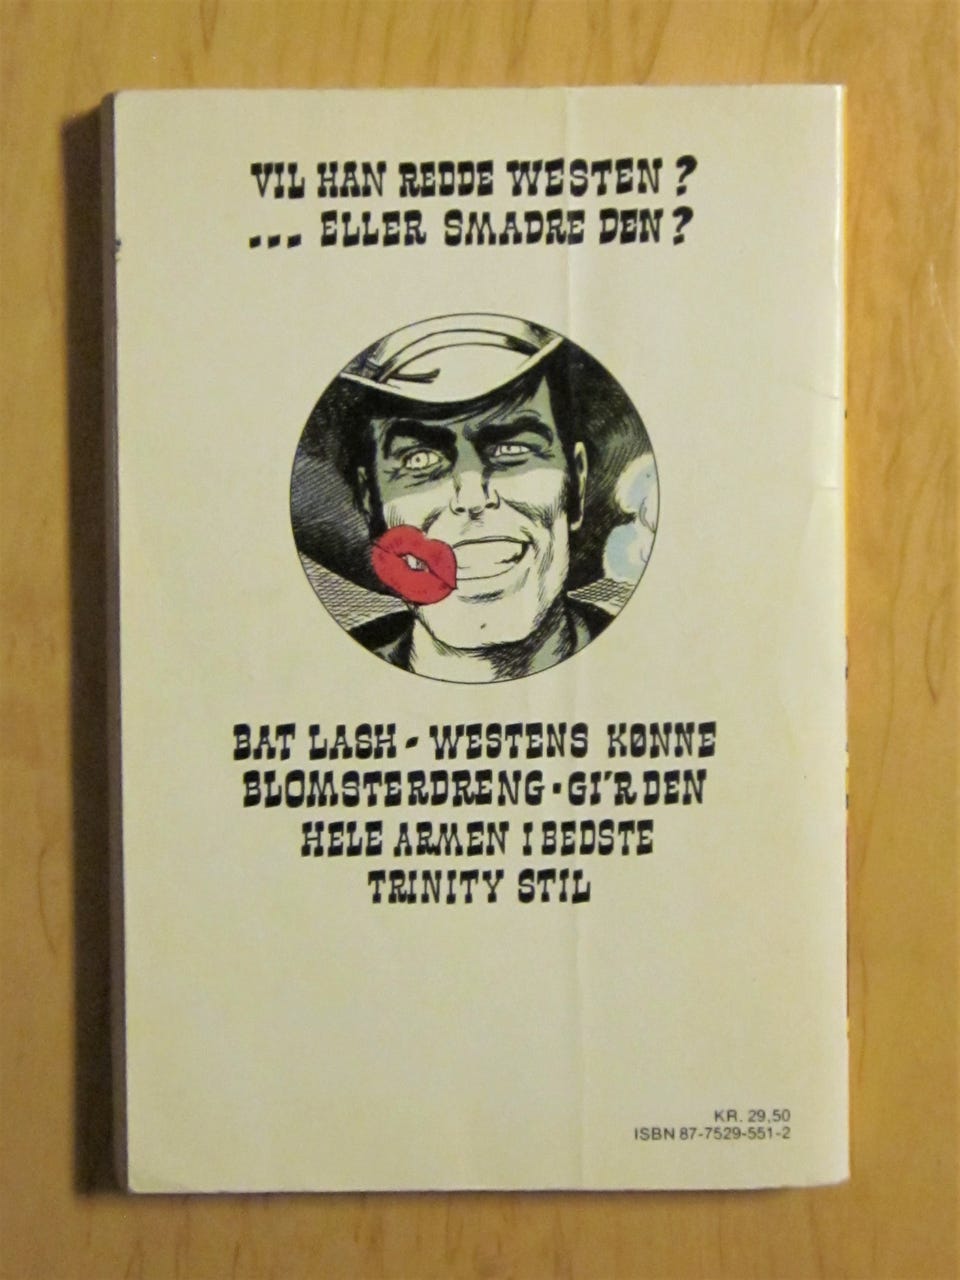 VIL HAN REDDE WESTEN?
... ELLER SMADRE DEN?
BAT LASH - WESTENS KØNNE
BLOMSTERDRENG - GI'R DEN
HELE ARMEN I BEDSTE
TRINITY STIL
KR. 29,50
ISBN 87-7529-551-2